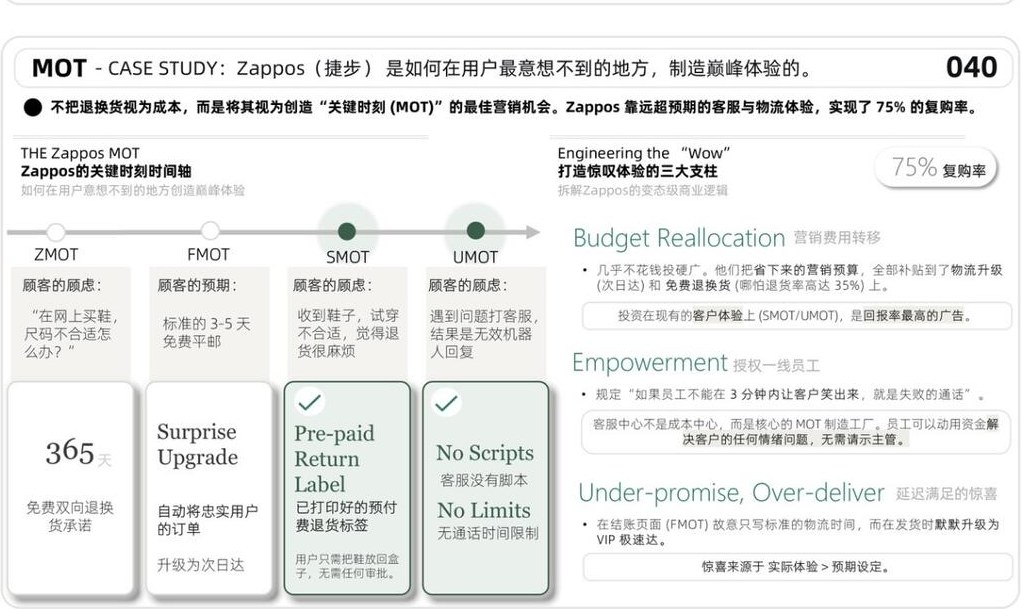 MOT - CASE STUDY：Zappos（捷步） 是如何在用户最意想不到的地方，制造巅峰体验的。
040
不把退换货视为成本，而是将其视为创造“关键时刻 (MOT)”的最佳营销机会。Zappos 靠远超预期的客服与物流体验，实现了 75% 的复购率。
THE Zappos MOT
Zappos的关键时刻时间轴
如何在用户意想不到的地方创造巅峰体验
ZMOT
FMOT
SMOT
UMOT
顾客的顾虑：
“在网上买鞋，
尺码不合适怎
么办？”
顾客的预期：
标准的 3-5 天
免费平邮
顾客的顾虑：
收到鞋子，试穿
不合适，觉得退
货很麻烦
顾客的顾虑：
遇到问题打客服，
结果是无效机器
人回复
365 天
免费双向退换
货承诺
Surprise
Upgrade
自动将忠实用户
的订单
升级为次日达
Pre-paid
Return
Label
已打印好的预付
费退货标签
用户只需把鞋放回盒
子，无需任何审批。
No Scripts
客服没有脚本
No Limits
无通话时间限制
Engineering the “Wow”
打造惊叹体验的三大支柱
拆解Zappos的变态级商业逻辑
75% 复购率
Budget Reallocation 营销费用转移
• 几乎不花钱投硬广。他们把省下来的营销预算，全部补贴到了物流升级
(次日达) 和 免费退换货 (哪怕退货率高达 35%) 上。
投资在现有的客户体验上 (SMOT/UMOT)，是回报率最高的广告。
Empowerment 授权一线员工
• 规定“如果员工不能在 3 分钟内让客户笑出来，就是失败的通话”。
客服中心不是成本中心，而是核心的 MOT 制造工厂。员工可以动用资金解
决客户的任何情绪问题，无需请示主管。
Under-promise, Over-deliver 延迟满足的惊喜
• 在结账页面 (FMOT) 故意只写标准的物流时间，而在发货时默默升级为
VIP 极速达。
惊喜来源于 实际体验 > 预期设定。